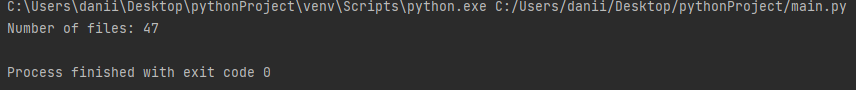 C:\Users\danii\Desktop\pythonProject\venv\Scripts\python.exe C:/Users/danii/Desktop/pythonProject/main.py
Number of files: 47
Process finished with exit code 0